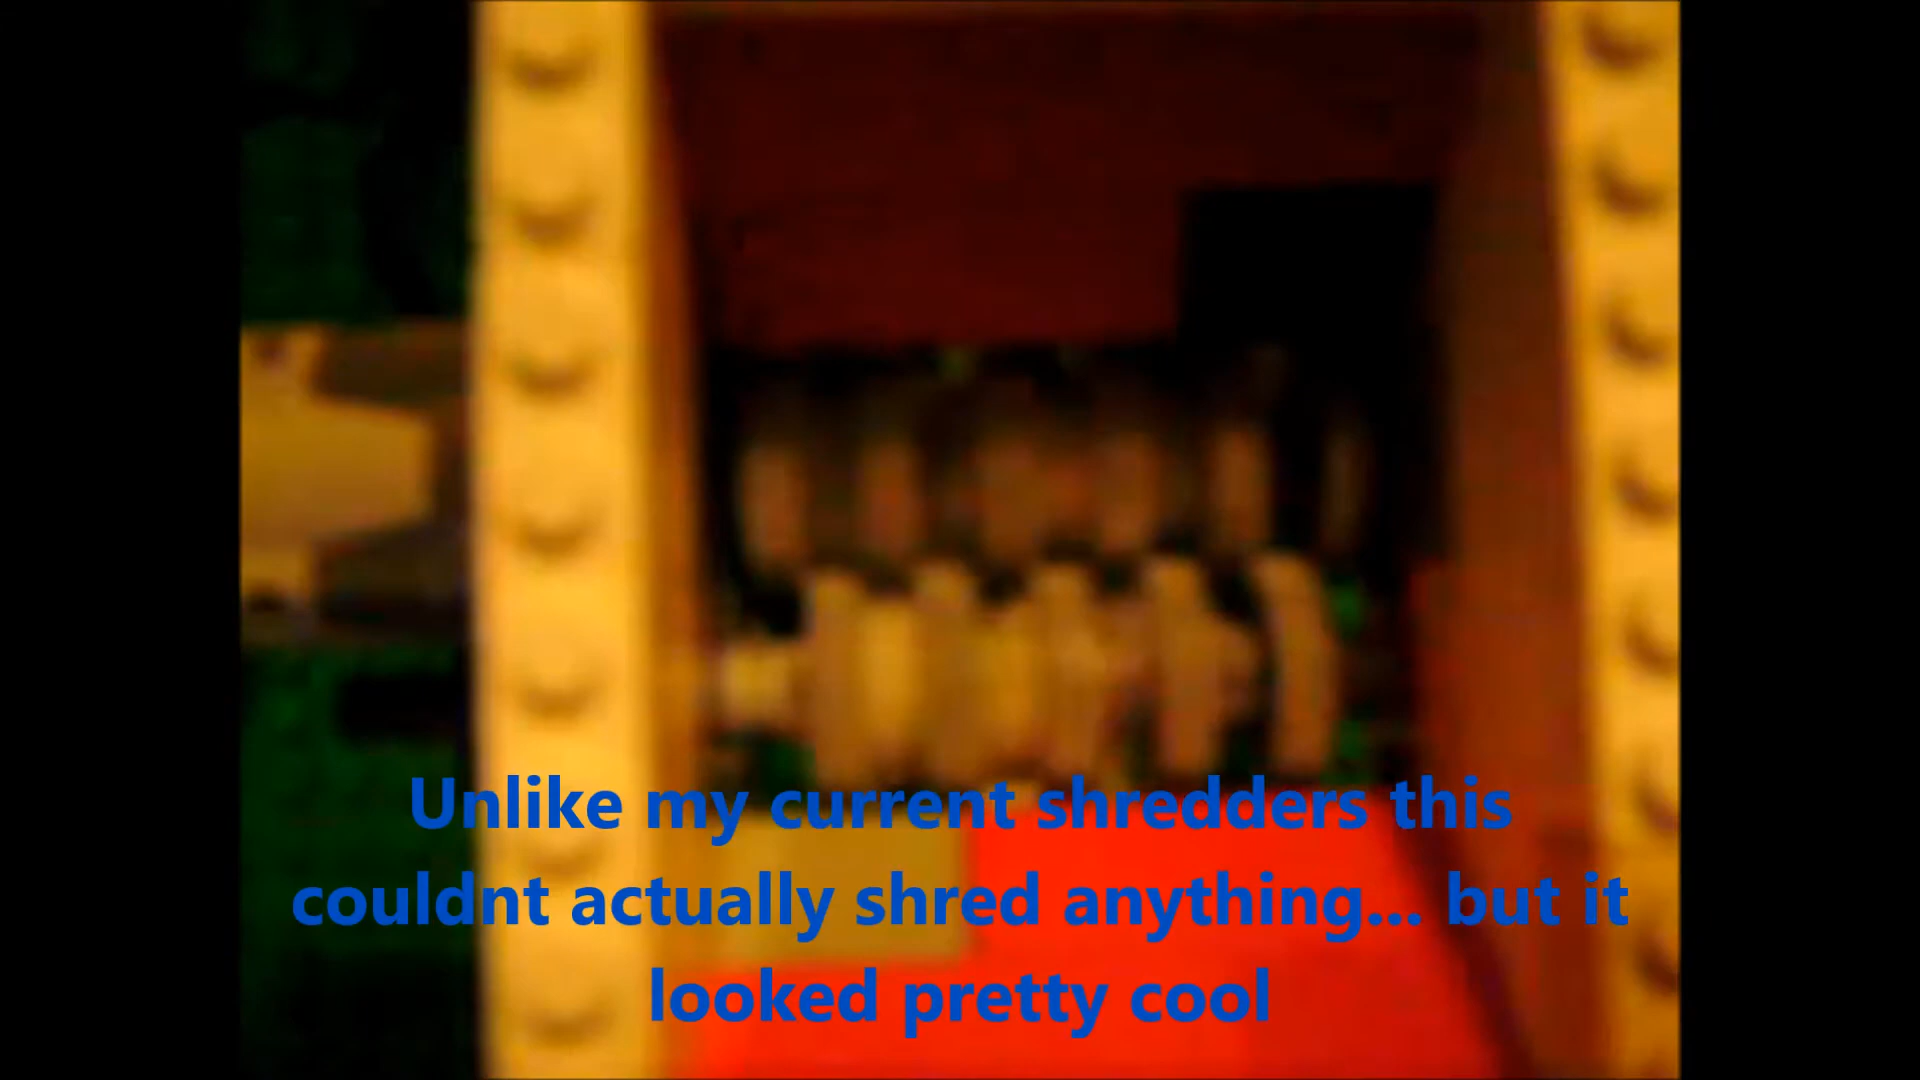 Unlike my current shredders this
couldnt actually shred anything... but it
looked pretty cool